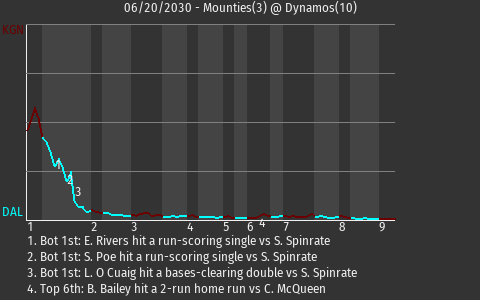 06/20/2030 - Mounties(3) @ Dynamos(10)
KGN
1
2
3
4
DAL
1 2 3 4 5 6 7 8 9
1. Bot 1st: E. Rivers hit a run-scoring single vs S. Spinrate
2. Bot 1st: S. Poe hit a run-scoring single vs S. Spinrate
3. Bot 1st: L. O Cuaig hit a bases-clearing double vs S. Spinrate
4. Top 6th: B. Bailey hit a 2-run home run vs C. McQueen